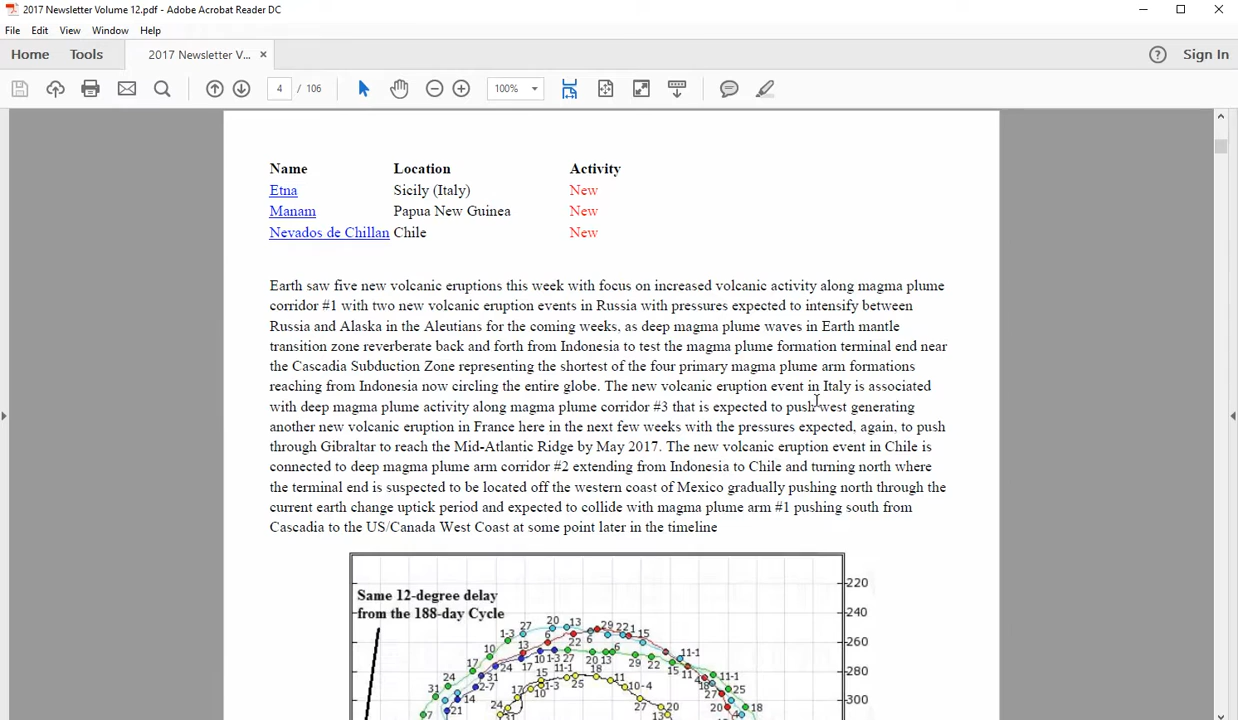 2017 Newsletter Volume 12.pdf - Adobe Acrobat Reader DC
File Edit View Window Help
Home Tools 2017 Newsletter V... × Sign In
4 / 106 100%
Name Location Activity
Etna Sicily (Italy) New
Manam Papua New Guinea New
Nevados de Chillan Chile New
Earth saw five new volcanic eruptions this week with focus on increased volcanic activity along magma plume
corridor #1 with two new volcanic eruption events in Russia with pressures expected to intensify between
Russia and Alaska in the Aleutians for the coming weeks, as deep magma plume waves in Earth mantle
transition zone reverberate back and forth from Indonesia to test the magma plume formation terminal end near
the Cascadia Subduction Zone representing the shortest of the four primary magma plume arm formations
reaching from Indonesia now circling the entire globe. The new volcanic eruption event in Italy is associated
with deep magma plume activity along magma plume corridor #3 that is expected to push west generating
another new volcanic eruption in France here in the next few weeks with the pressures expected, again, to push
through Gibraltar to reach the Mid-Atlantic Ridge by May 2017. The new volcanic eruption event in Chile is
connected to deep magma plume arm corridor #2 extending from Indonesia to Chile and turning north where
the terminal end is suspected to be located off the western coast of Mexico gradually pushing north through the
current earth change uptick period and expected to collide with magma plume arm #1 pushing south from
Cascadia to the US/Canada West Coast at some point later in the timeline
Same 12-degree delay
from the 188-day Cycle
220
240
260
280
300